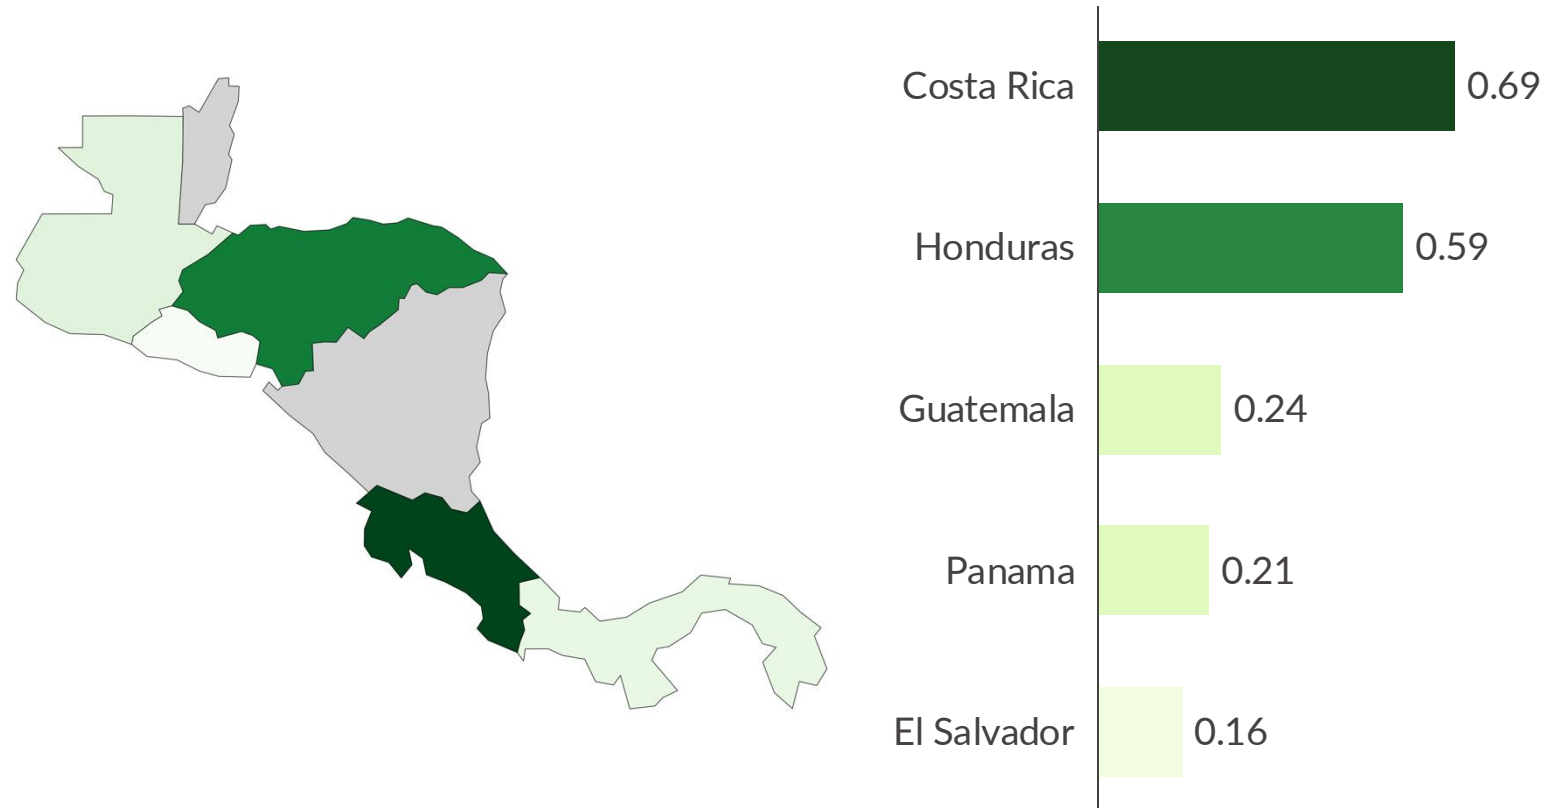 Costa Rica 0.69
Honduras 0.59
Guatemala 0.24
Panama 0.21
El Salvador 0.16